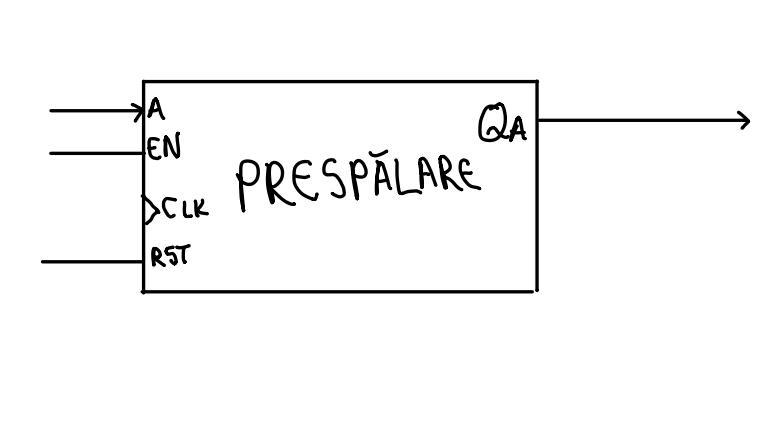 A
QA
EN
PRESPĂLARE
CLK
RST